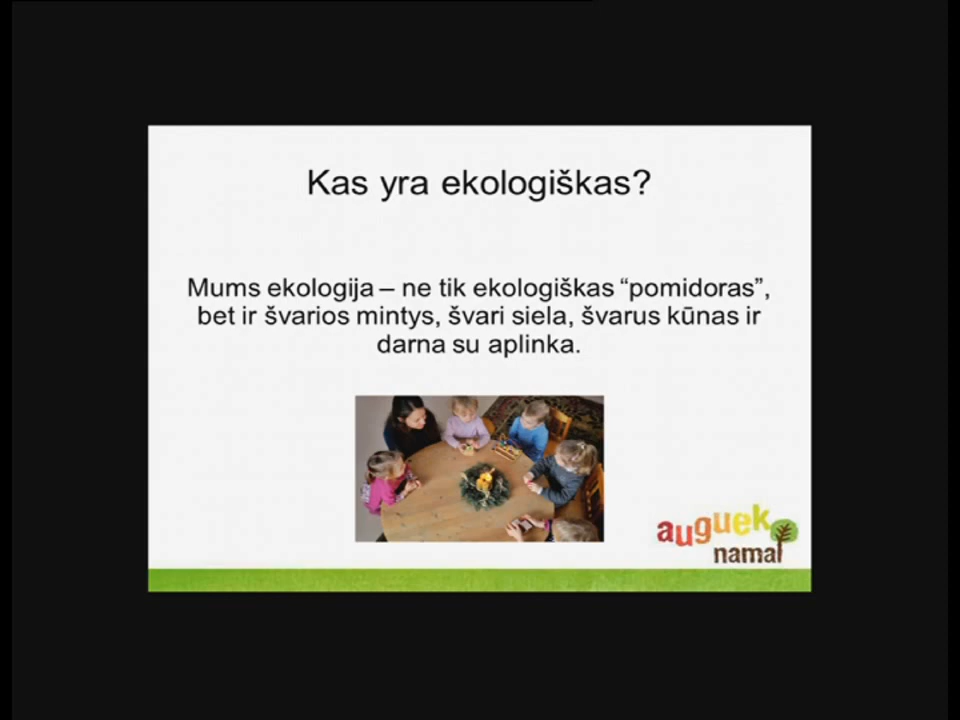 Kas yra ekologiškas?
Mums ekologija – ne tik ekologiškas “pomidoras”,
bet ir švarios mintys, švari siela, švarus kūnas ir
darna su aplinka.
auguek
namai